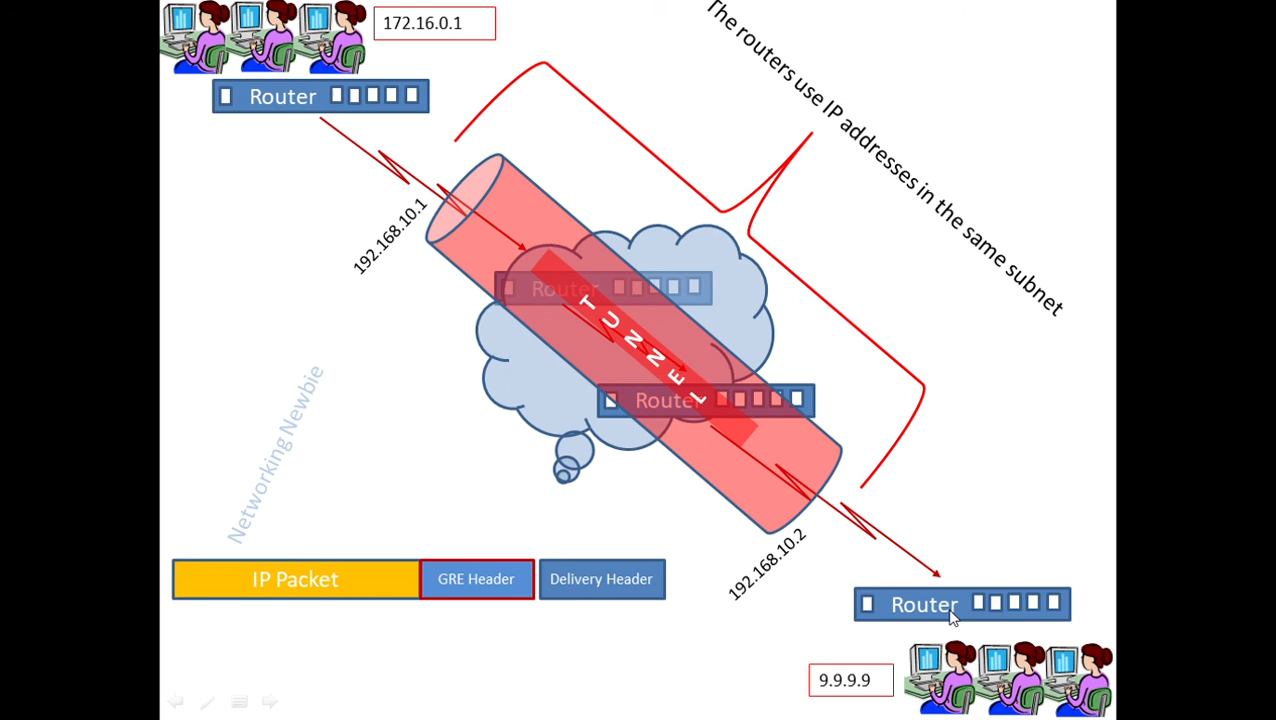 172.16.0.1
Router
The routers use IP addresses in the same subnet
192.168.10.1
Router
TUNNEL
Router
Networking Newbie
192.168.10.2
IP Packet
GRE Header
Delivery Header
Router
9.9.9.9